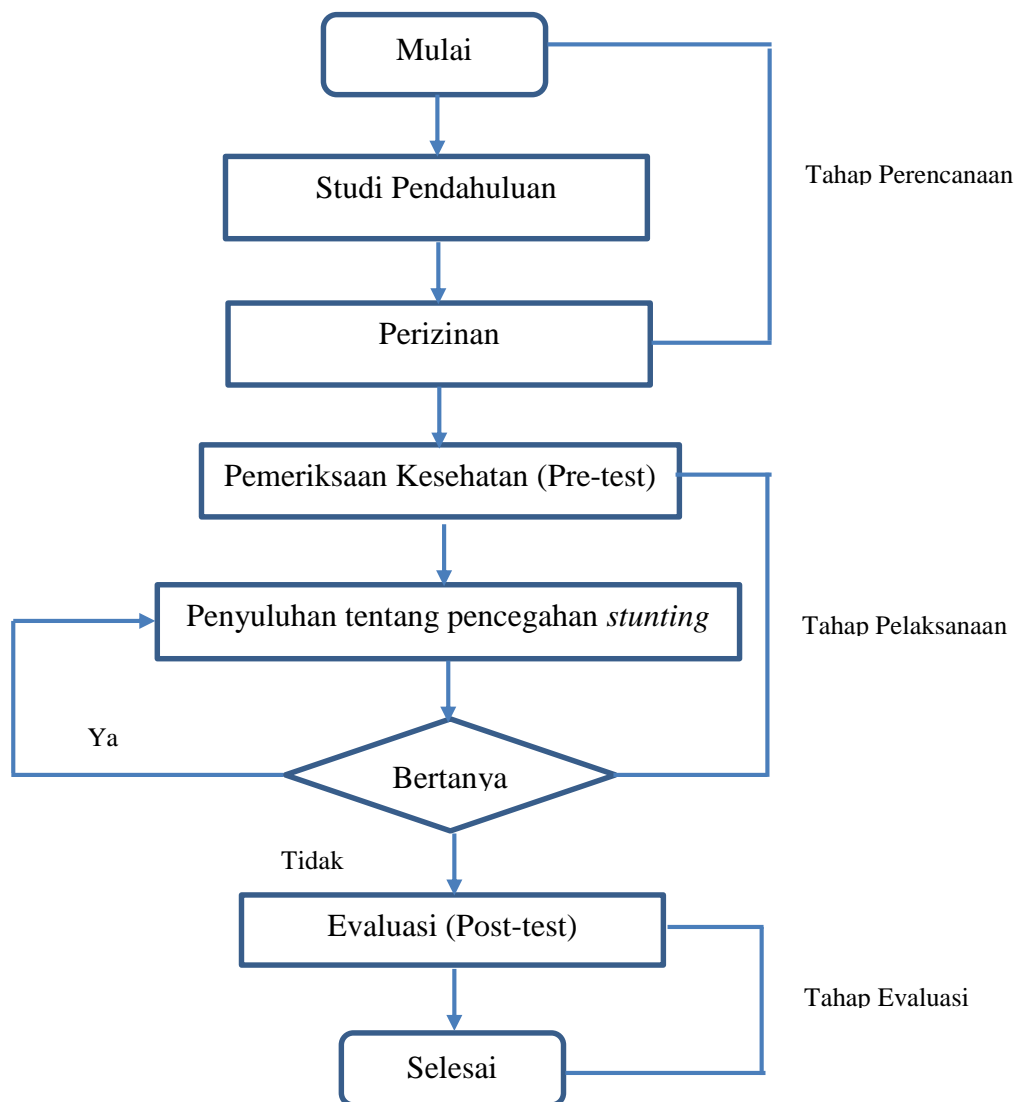 Mulai
Studi Pendahuluan
Tahap Perencanaan
Perizinan
Pemeriksaan Kesehatan (Pre-test)
Penyuluhan tentang pencegahan stunting
Tahap Pelaksanaan
Ya
Bertanya
Tidak
Evaluasi (Post-test)
Tahap Evaluasi
Selesai